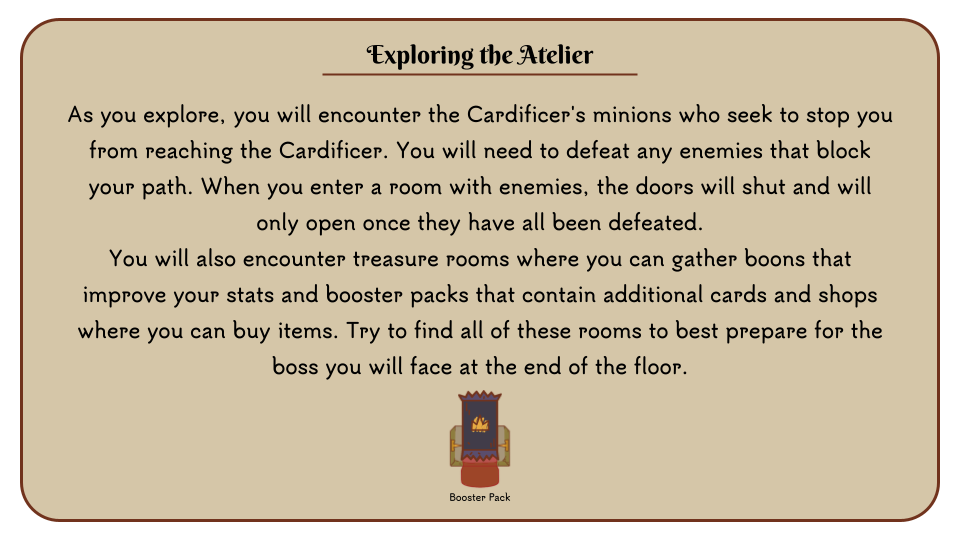 Exploring the Atelier
As you explore, you will encounter the Cardificer's minions who seek to stop you
from reaching the Cardificer. You will need to defeat any enemies that block
your path. When you enter a room with enemies, the doors will shut and will
only open once they have all been defeated.
You will also encounter treasure rooms where you can gather boons that
improve your stats and booster packs that contain additional cards and shops
where you can buy items. Try to find all of these rooms to best prepare for the
boss you will face at the end of the floor.
Booster Pack